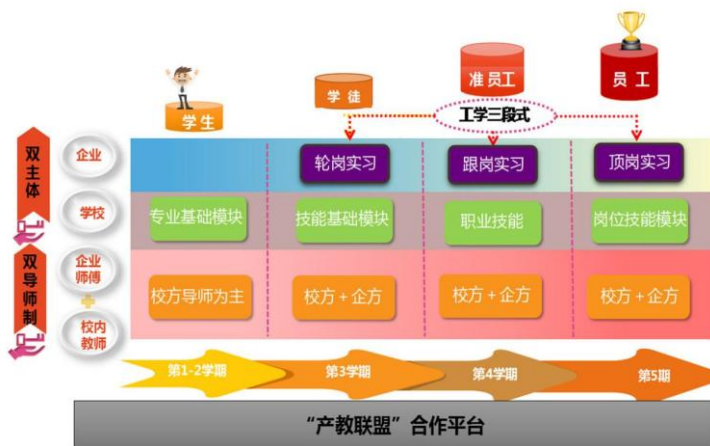 员 工
准员工
学 徒
学生
工学三段式
双主体
企业
轮岗实习
跟岗实习
顶岗实习
学校
专业基础模块
技能基础模块
职业技能
岗位技能模块
双导师制
企业
师傅
校内
教师
校方导师为主
校方+企方
校方+企方
校方+企方
第1-2学期
第3学期
第4学期
第5期
“产教联盟”合作平台